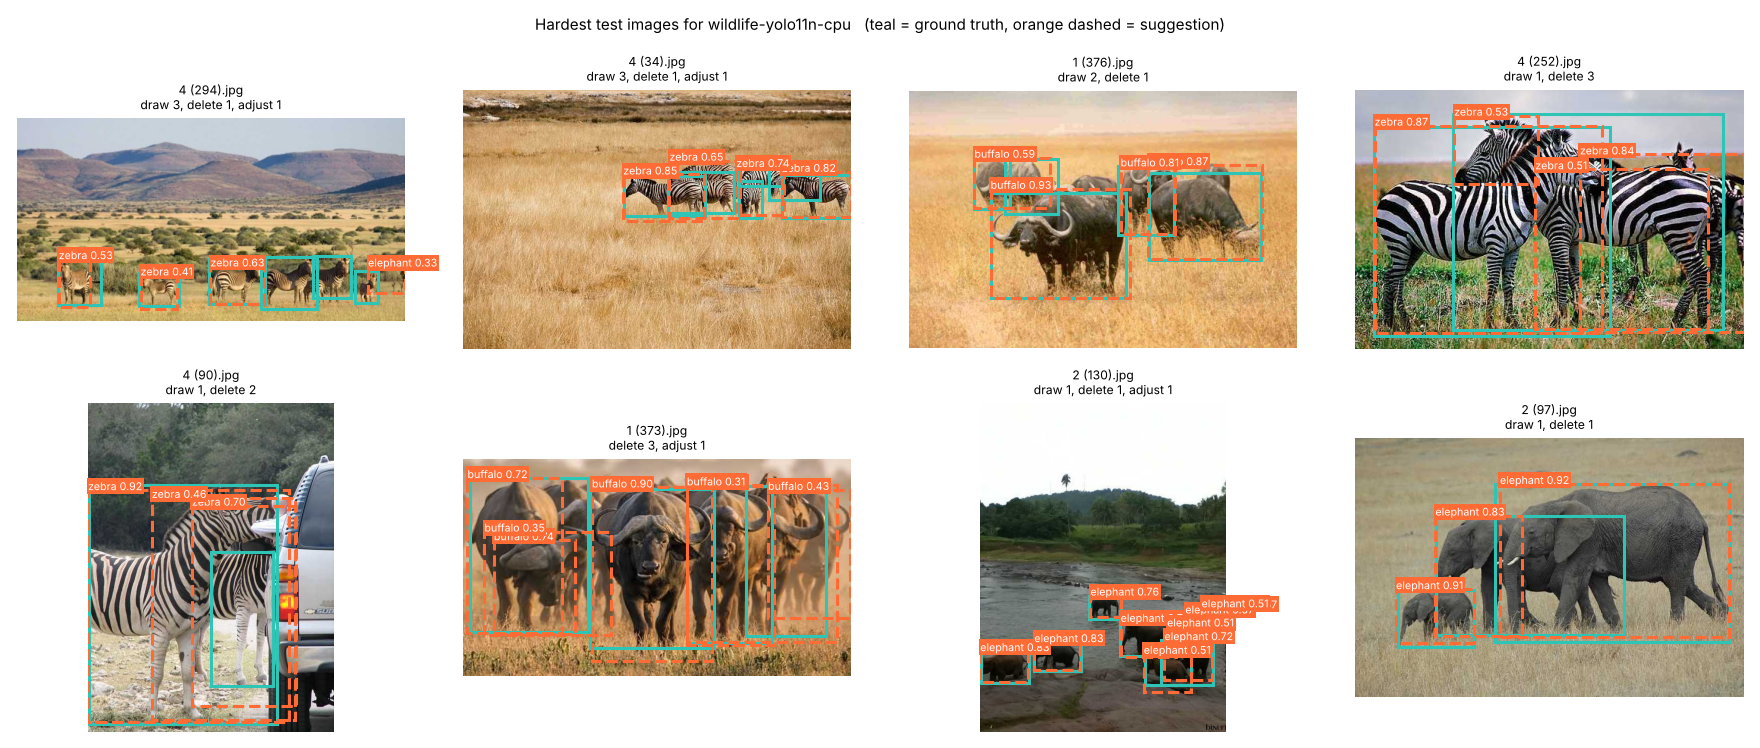 Hardest test images for wildlife-yolo11n-cpu (teal = ground truth, orange dashed = suggestion)
4 (294).jpg
draw 3, delete 1, adjust 1
zebra 0.53
zebra 0.41
zebra 0.63
elephant 0.33
4 (34).jpg
draw 3, delete 1, adjust 1
zebra 0.85
zebra 0.65
zebra 0.74
0.82
1 (376).jpg
draw 2, delete 1
buffalo 0.59
buffalo 0.93
buffalo 0.81
0.87
4 (252).jpg
draw 1, delete 3
zebra 0.87
zebra 0.53
zebra 0.51
zebra 0.84
4 (90).jpg
draw 1, delete 2
zebra 0.92
zebra 0.46
zebra 0.70
1 (373).jpg
delete 3, adjust 1
buffalo 0.72
buffalo 0.35
buffalo 0.74
buffalo 0.90
buffalo 0.31
buffalo 0.43
2 (130).jpg
draw 1, delete 1, adjust 1
elephant 0.76
elephant 0.51
elephant
elephant 0.51
elephant 0.72
elephant 0.83
elephant 0.83
elephant 0.51
2 (97).jpg
draw 1, delete 1
elephant 0.92
elephant 0.83
elephant 0.91